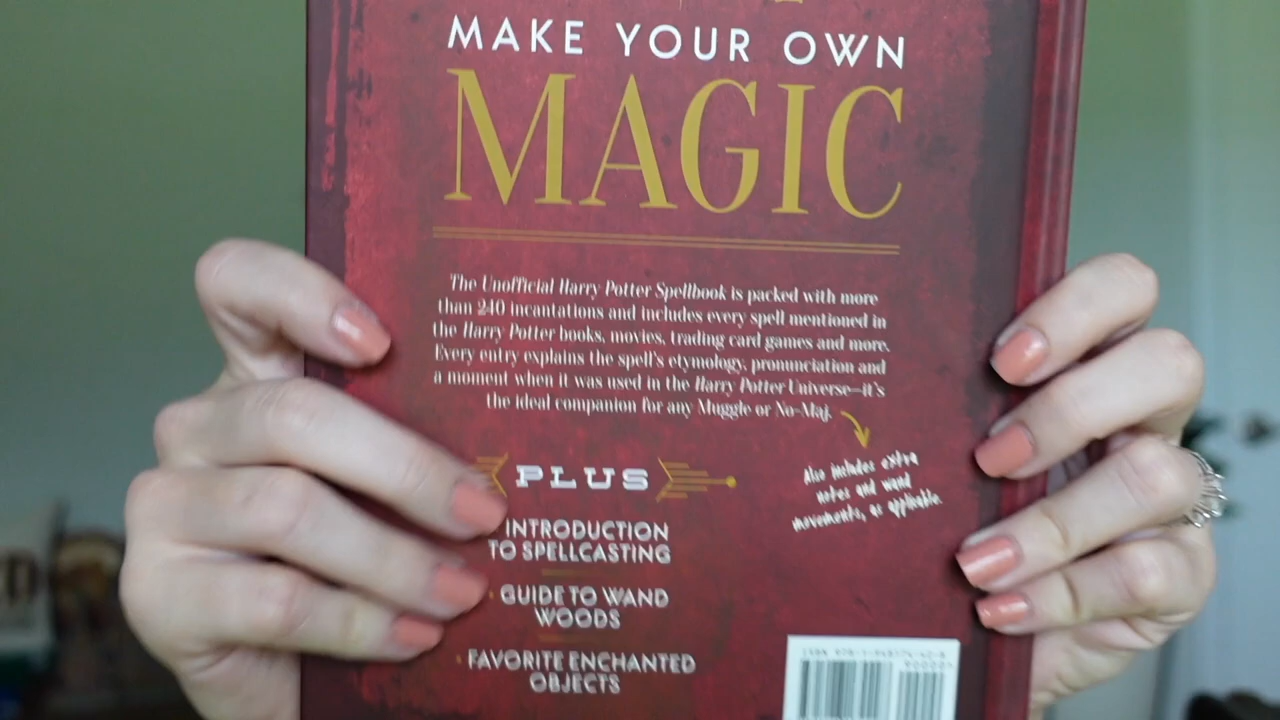 MAKE YOUR OWN
MAGIC
The Unofficial Harry Potter Spellbook is packed with more
than 240 incantations and includes every spell mentioned in
the Harry Potter books, movies, trading card games and more.
Every entry explains the spell's etymology, pronunciation and
a moment when it was used in the Harry Potter Universe—it's
the ideal companion for any Muggle or No-Maj.
Also includes extra
notes and wand
movements, as applicable.
PLUS
INTRODUCTION
TO SPELLCASTING
GUIDE TO WAND
WOODS
FAVORITE ENCHANTED
OBJECTS
ISBN